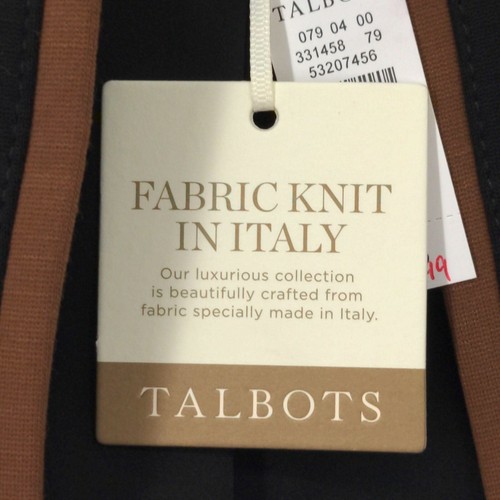 TALBO
079 04 00
331458 79
53207456
FABRIC KNIT
IN ITALY
Our luxurious collection
is beautifully crafted from
fabric specially made in Italy.
TALBOTS
99